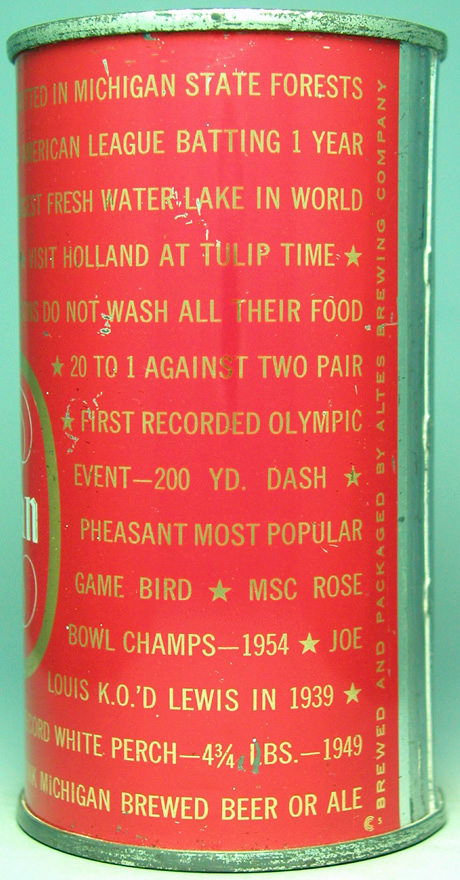 IN MICHIGAN STATE FORESTS
AMERICAN LEAGUE BATTING 1 YEAR
FRESH WATER LAKE IN WORLD
VISIT HOLLAND AT TULIP TIME ★
DO NOT WASH ALL THEIR FOOD
★ 20 TO 1 AGAINST TWO PAIR
★ FIRST RECORDED OLYMPIC
EVENT—200 YD. DASH ★
PHEASANT MOST POPULAR
GAME BIRD ★ MSC ROSE
BOWL CHAMPS—1954 ★ JOE
LOUIS K.O.'D LEWIS IN 1939 ★
WHITE PERCH—4¾ LBS.—1949
MICHIGAN BREWED BEER OR ALE
BREWED AND PACKAGED BY ALTES BREWING COMPANY